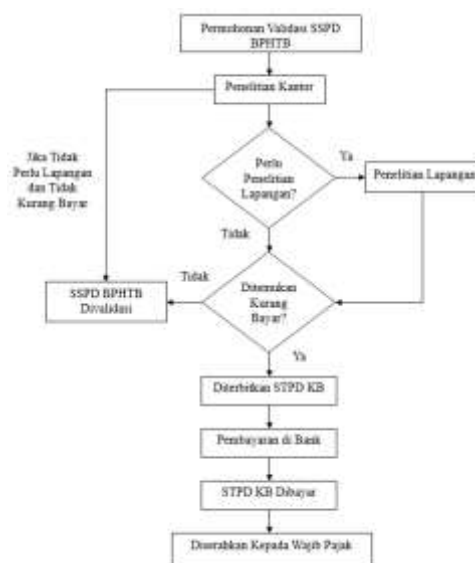 Permohonan Validasi SSPD
BPHTB
Penelitian Kantor
Jika Tidak
Perlu Lapangan
dan Tidak
Kurang Bayar
Perlu
Penelitian
Lapangan?
Ya
Penelitian Lapangan
Tidak
Tidak
SSPD BPHTB
Divalidasi
Ditemukan
Kurang
Bayar?
Ya
Diterbitkan STPD KB
Pembayaran di Bank
STPD KB Dibayar
Diserahkan Kepada Wajib Pajak